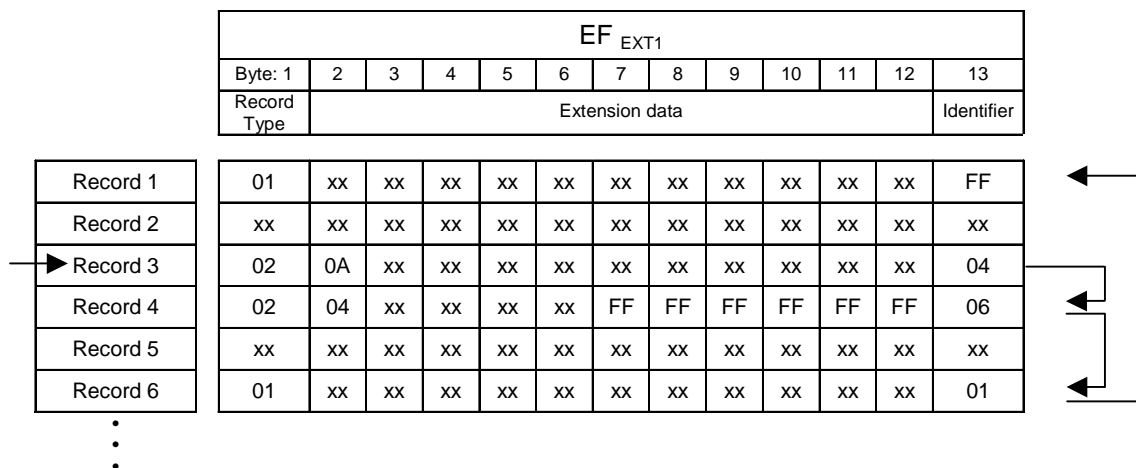 EF EXT1
Byte: 1 2 3 4 5 6 7 8 9 10 11 12 13
Record Type Extension data Identifier
Record 1 01 xx xx xx xx xx xx xx xx xx xx xx FF
Record 2 xx xx xx xx xx xx xx xx xx xx xx xx xx
Record 3 02 0A xx xx xx xx xx xx xx xx xx xx 04
Record 4 02 04 xx xx xx xx FF FF FF FF FF FF 06
Record 5 xx xx xx xx xx xx xx xx xx xx xx xx xx
Record 6 01 xx xx xx xx xx xx xx xx xx xx xx 01